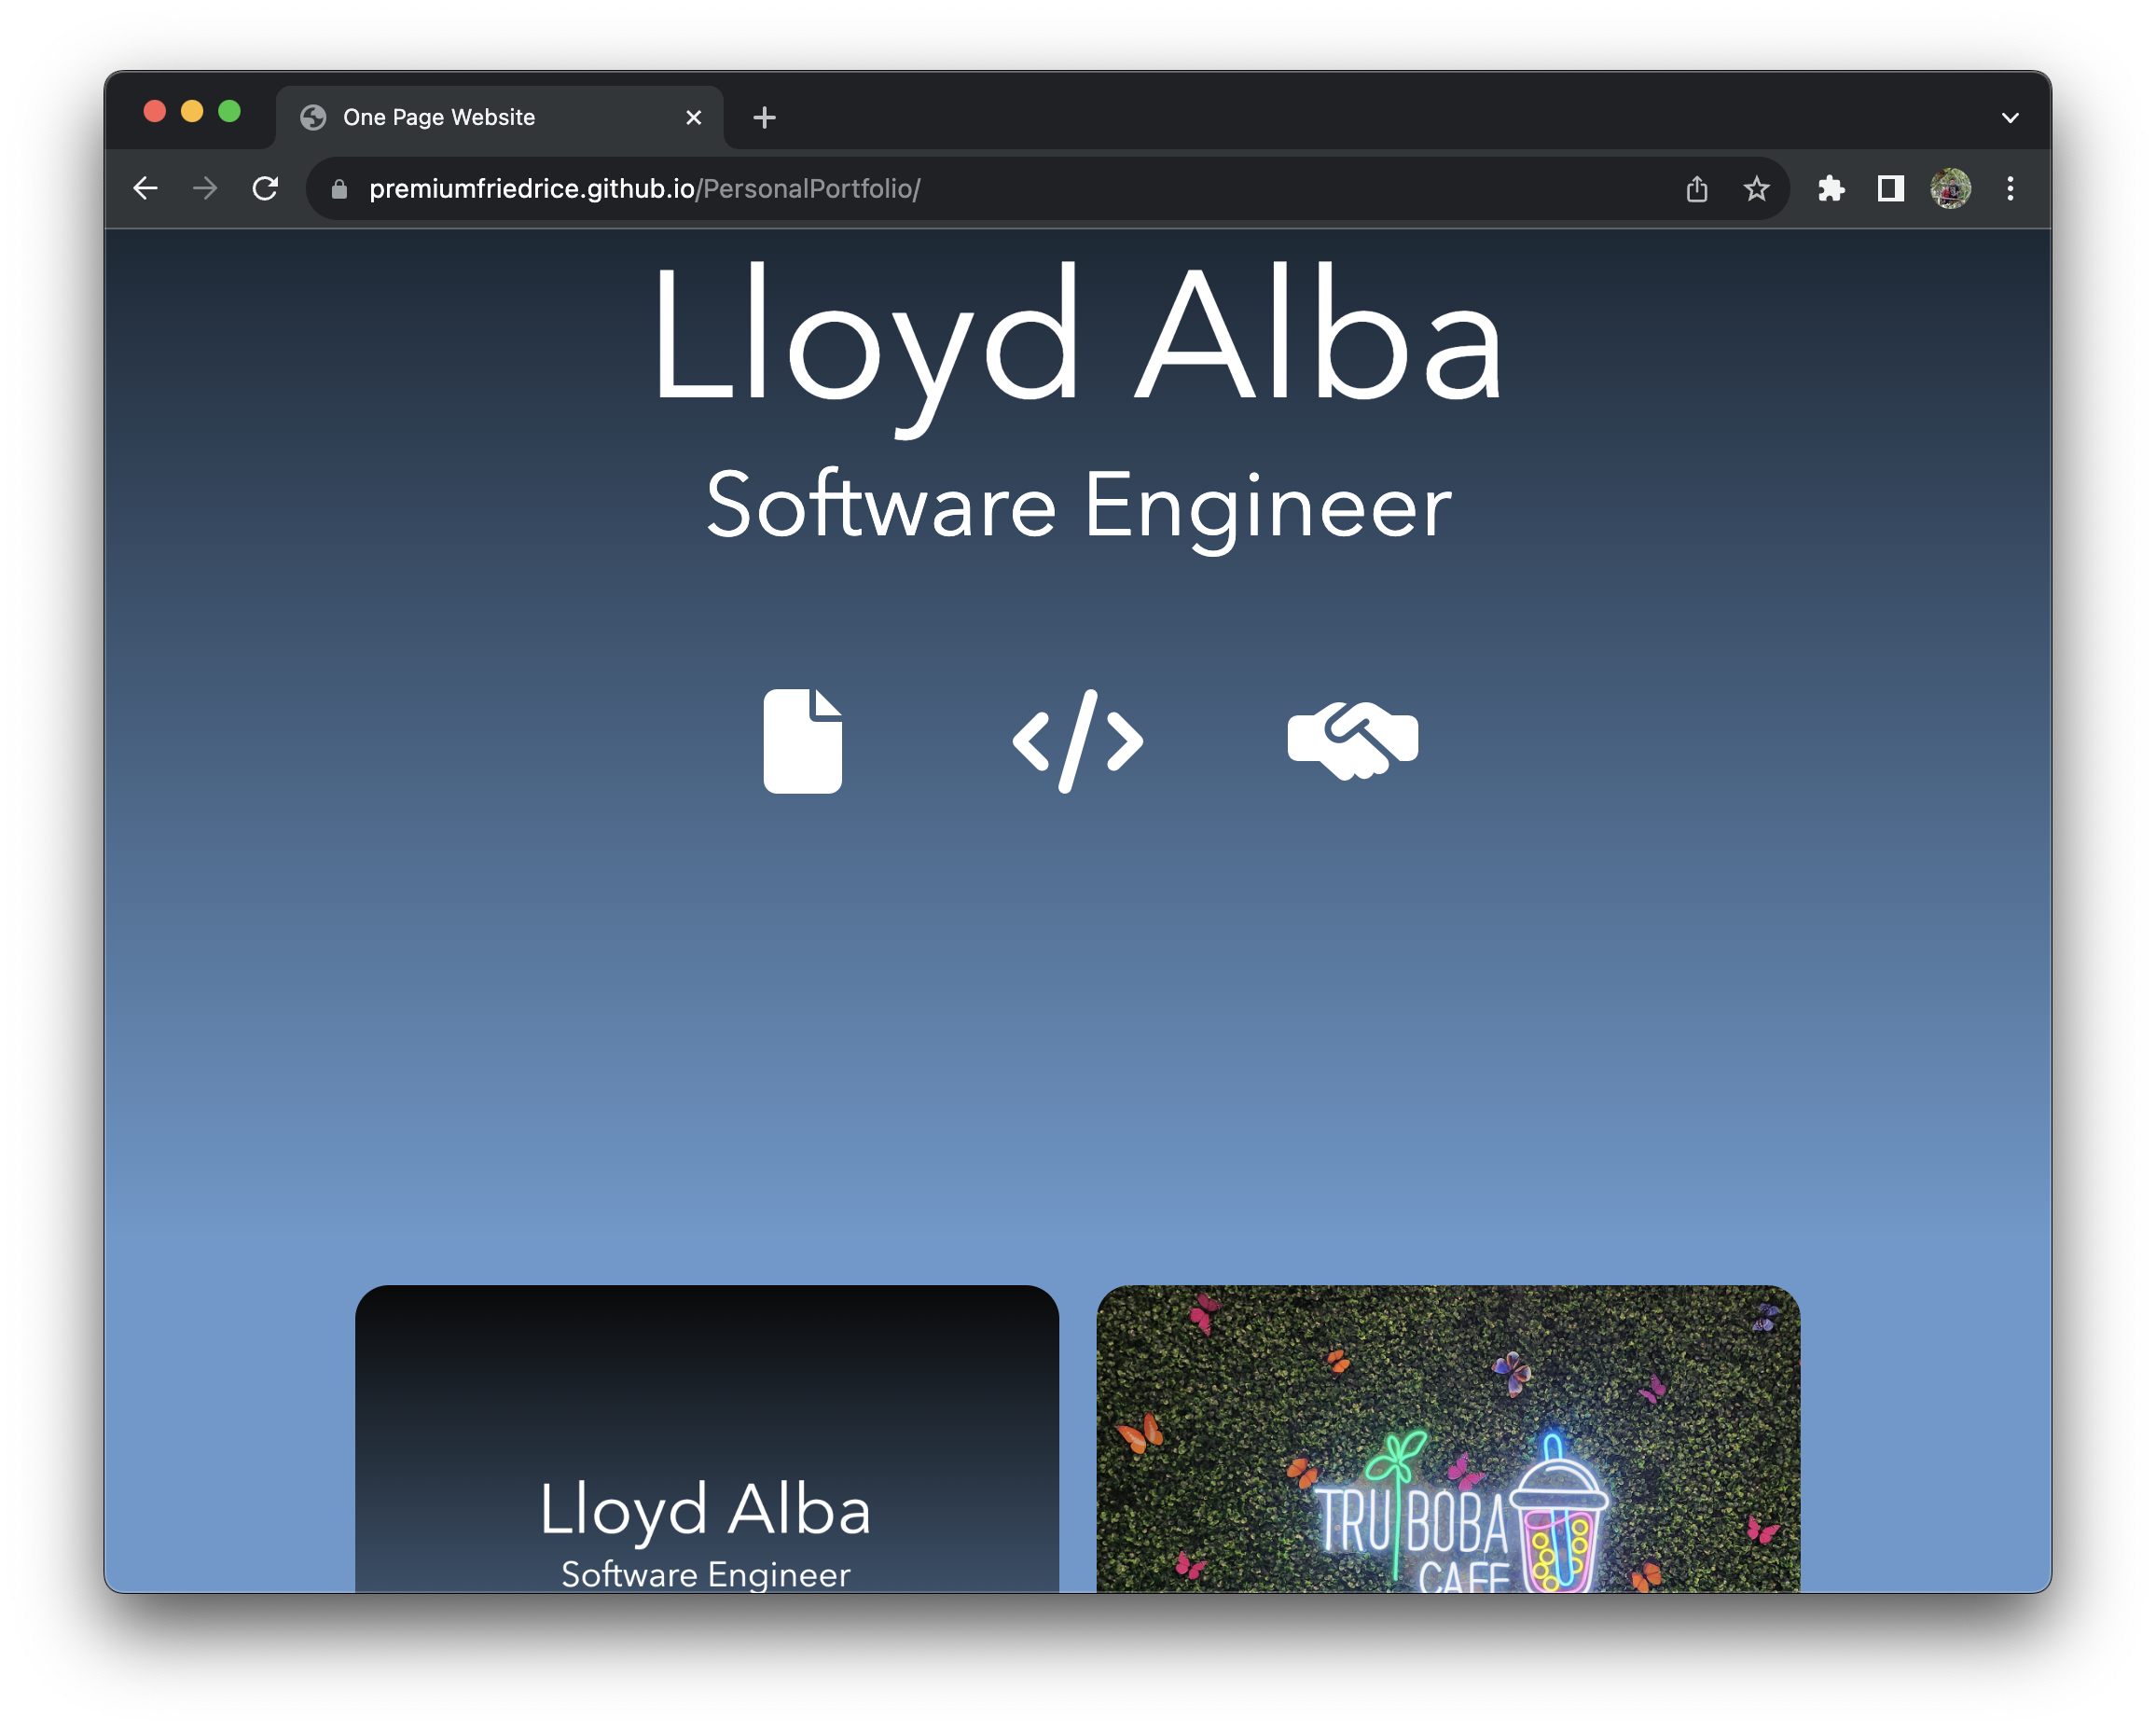 One Page Website
premiumfriedrice.github.io/PersonalPortfolio/
Lloyd Alba
Software Engineer
Lloyd Alba
Software Engineer
TRU BOBA
CAFE